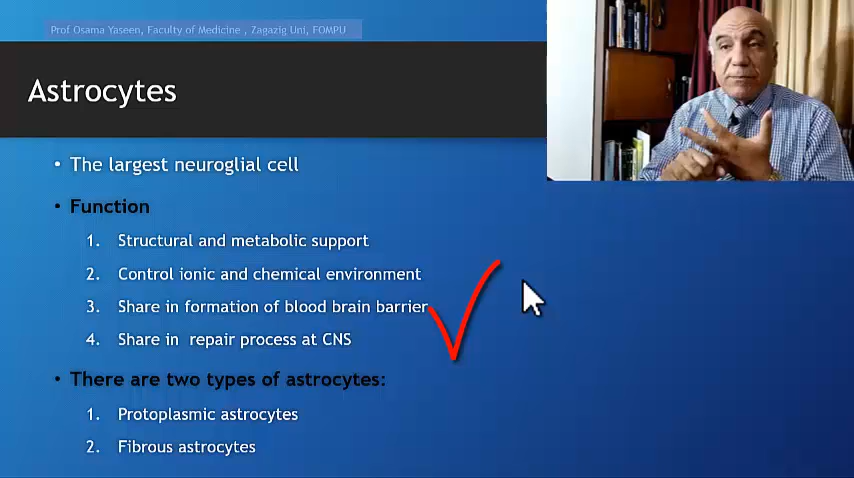 Prof Osama Yaseen, Faculty of Medicine , Zagazig Uni, FOMPU
Astrocytes
• The largest neuroglial cell
• Function
1. Structural and metabolic support
2. Control ionic and chemical environment
3. Share in formation of blood brain barrier
4. Share in repair process at CNS
• There are two types of astrocytes:
1. Protoplasmic astrocytes
2. Fibrous astrocytes